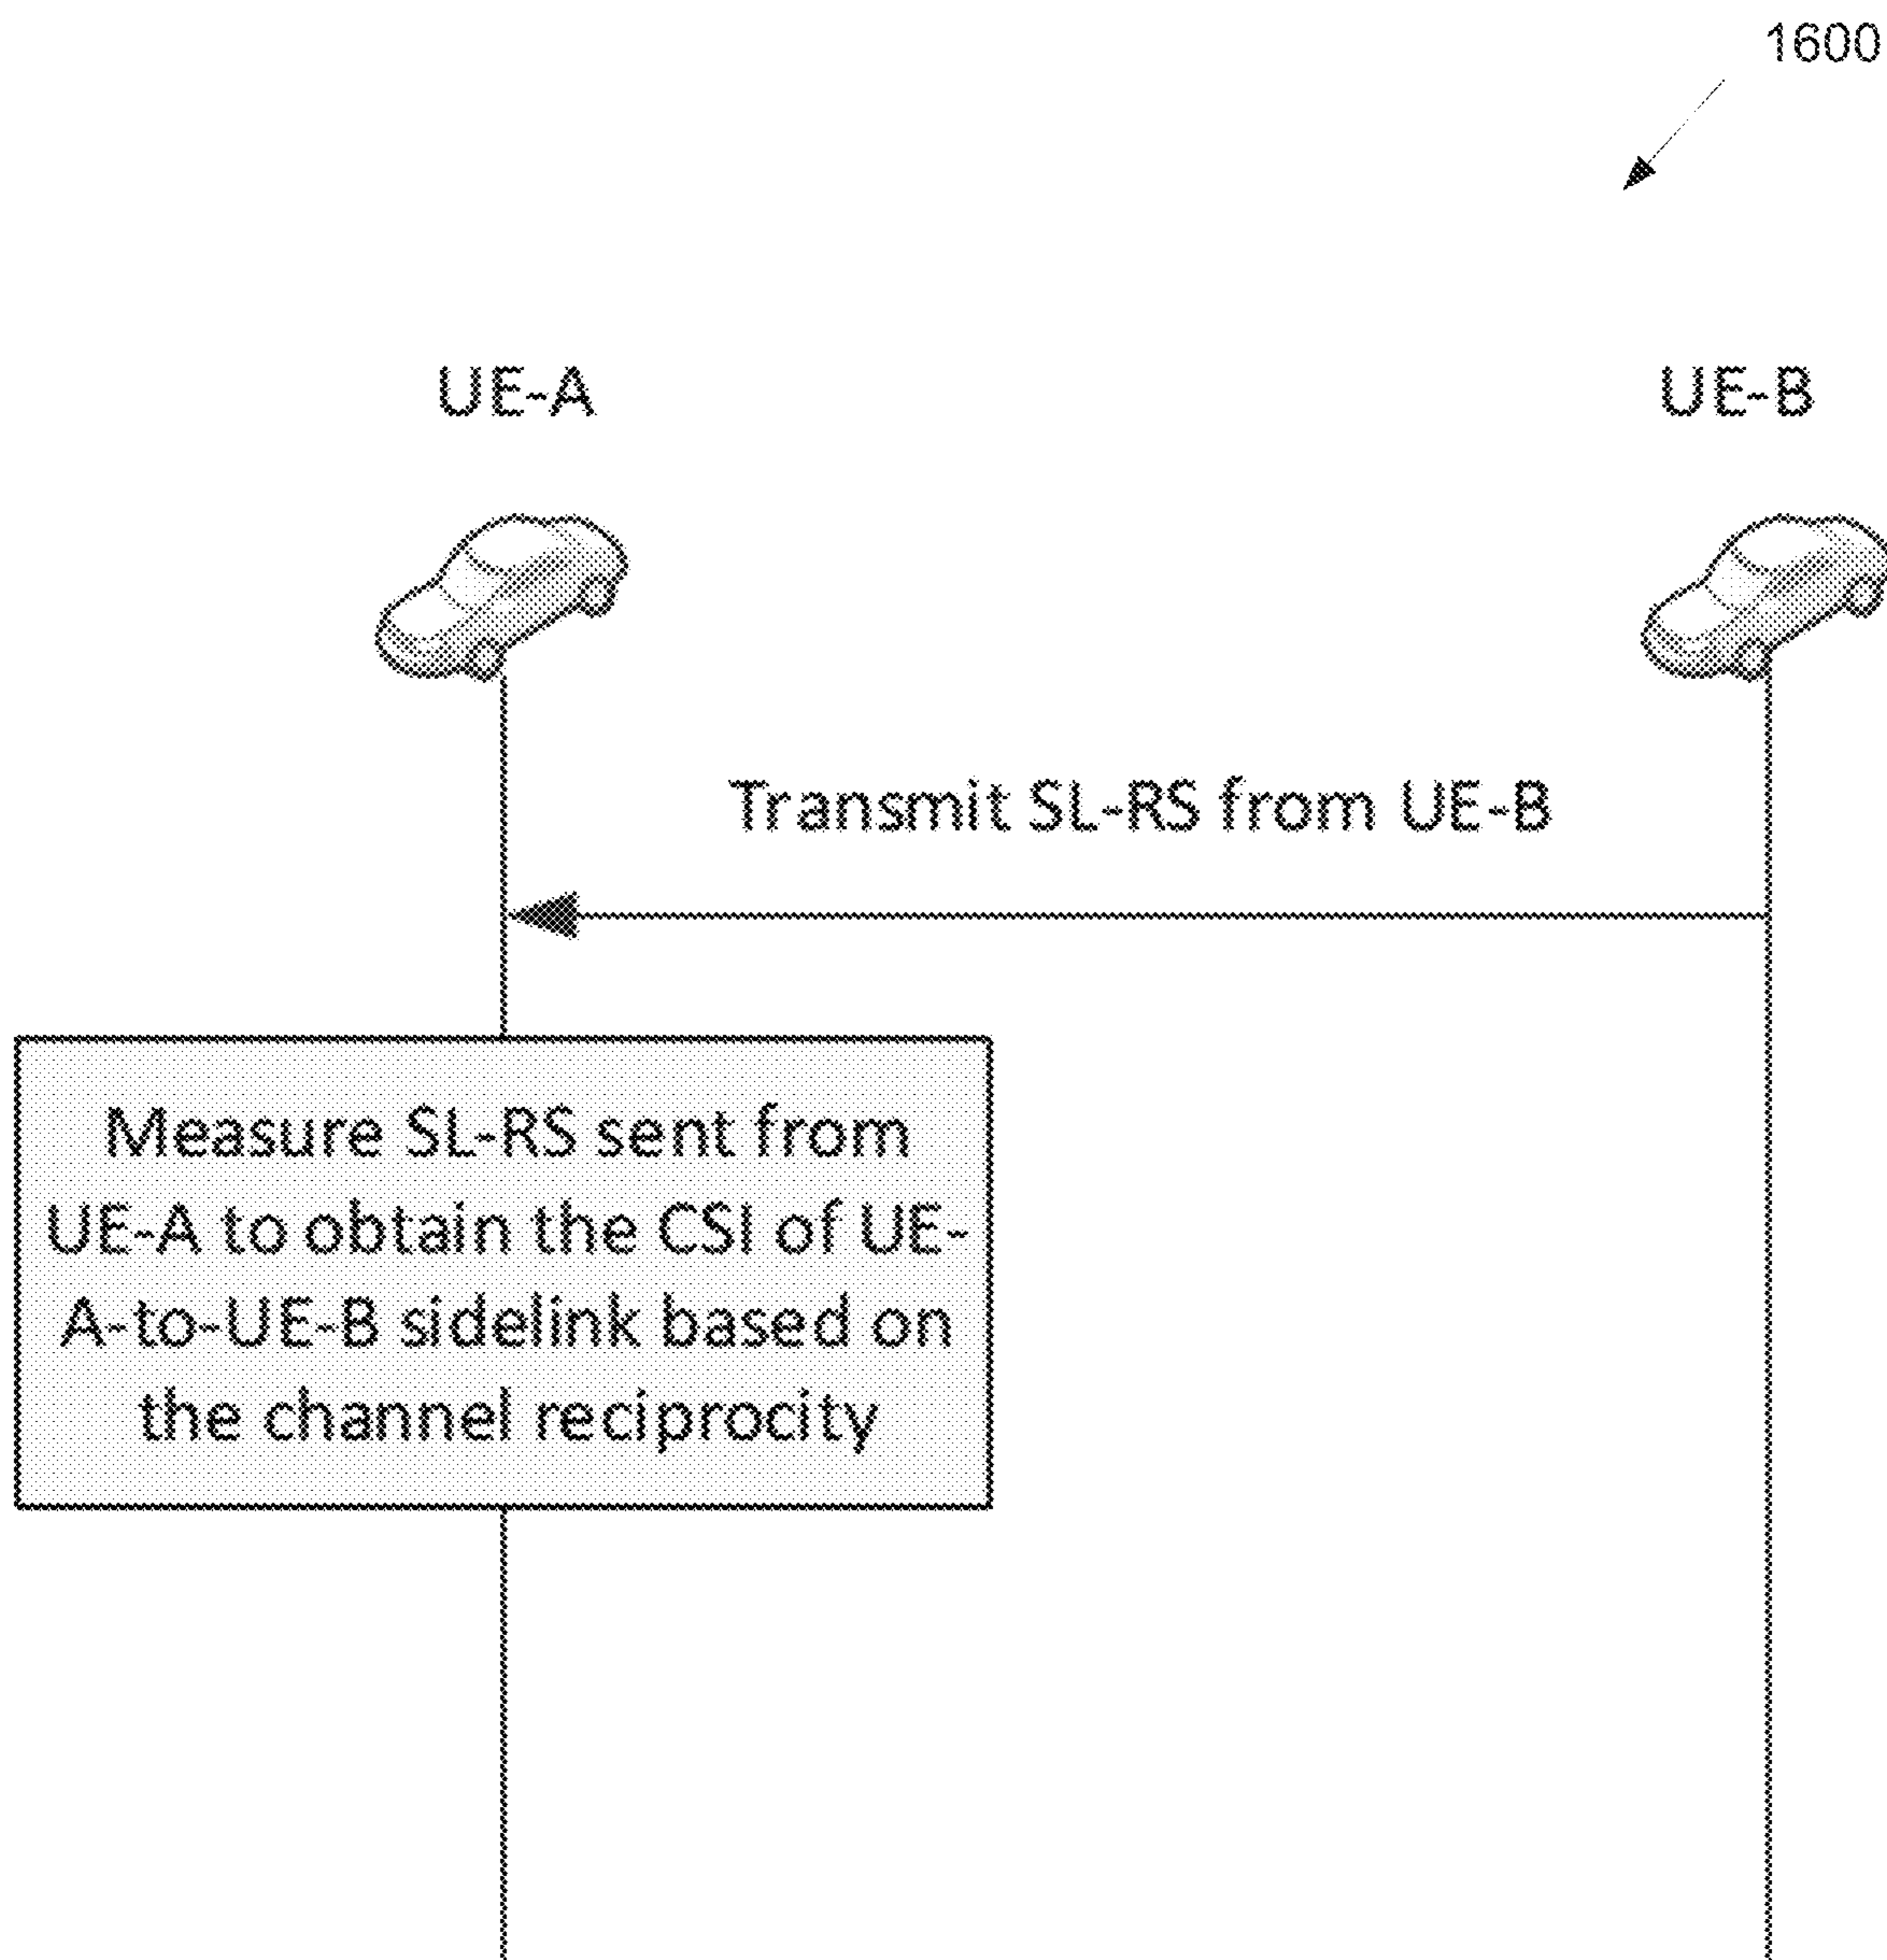 1600
UE-A
UE-B
Transmit SL-RS from UE-B
Measure SL-RS sent from
UE-A to obtain the CSI of UE-
A-to-UE-B sidelink based on
the channel reciprocity